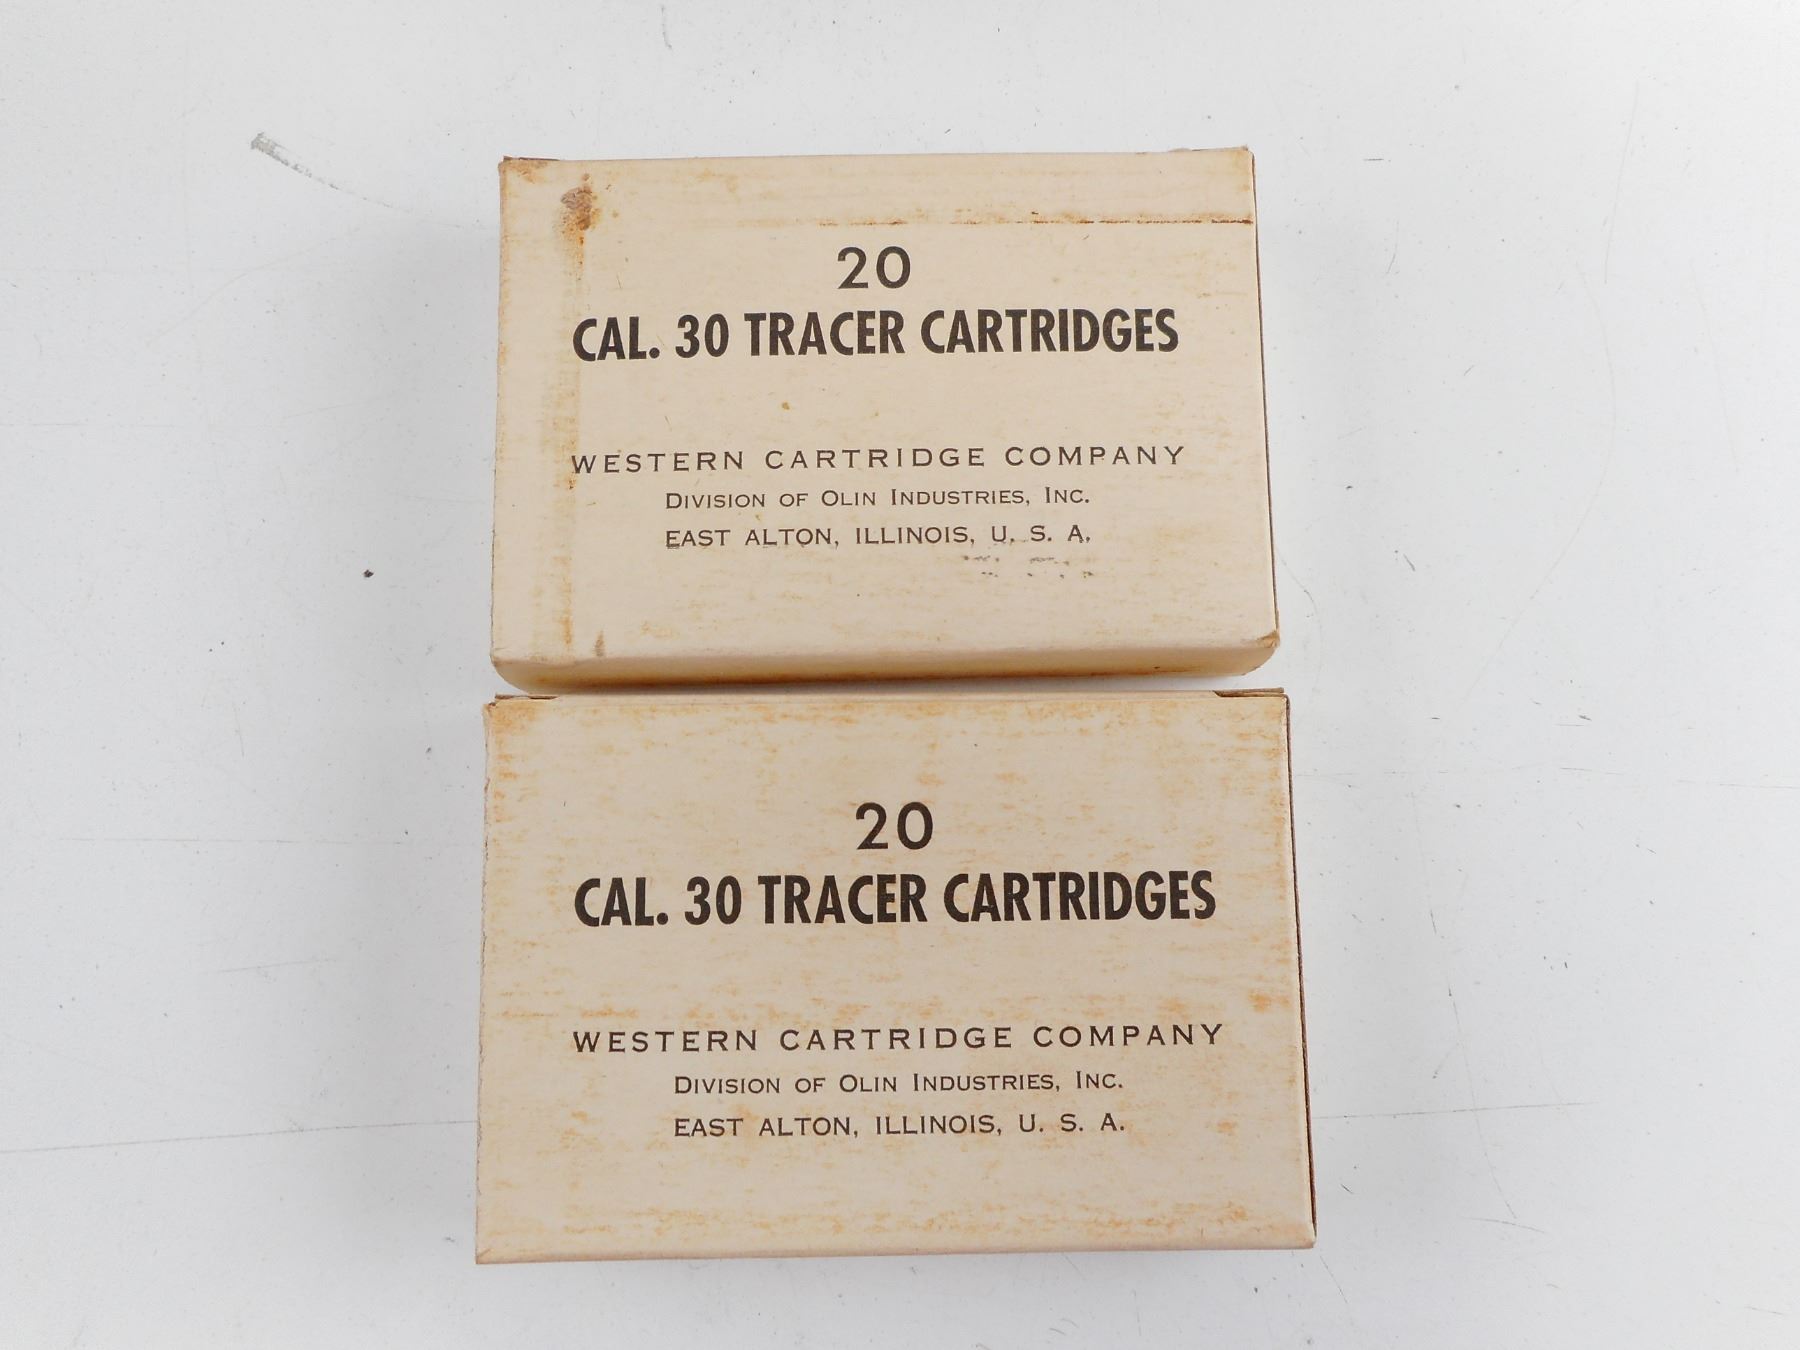 20
CAL. 30 TRACER CARTRIDGES
WESTERN CARTRIDGE COMPANY
DIVISION OF OLIN INDUSTRIES, INC.
EAST ALTON, ILLINOIS, U. S. A.
20
CAL. 30 TRACER CARTRIDGES
WESTERN CARTRIDGE COMPANY
DIVISION OF OLIN INDUSTRIES, INC.
EAST ALTON, ILLINOIS, U. S. A.